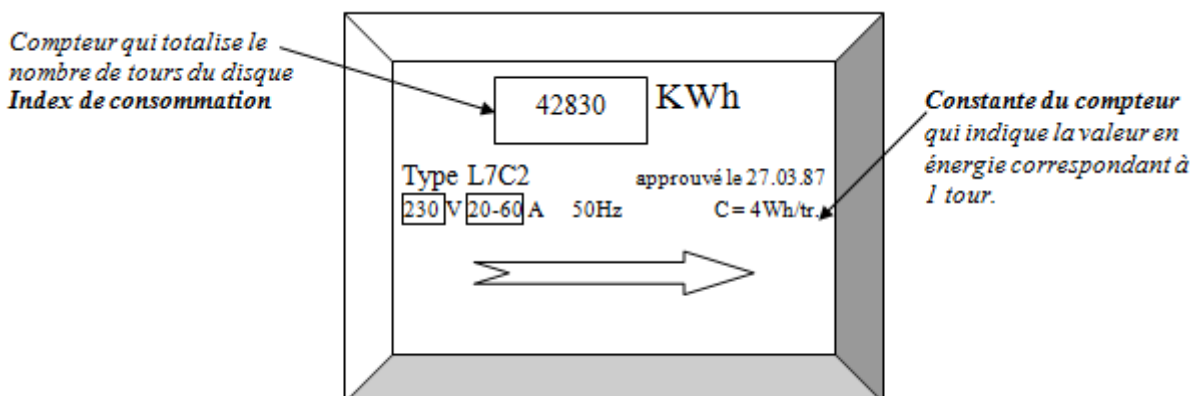 Compteur qui totalise le
nombre de tours du disque
Index de consommation
42830 KWh
Constante du compteur
qui indique la valeur en
énergie correspondant à
1 tour.
Type L7C2 approuvé le 27.03.87
230 V 20-60 A 50Hz C = 4Wh/tr.